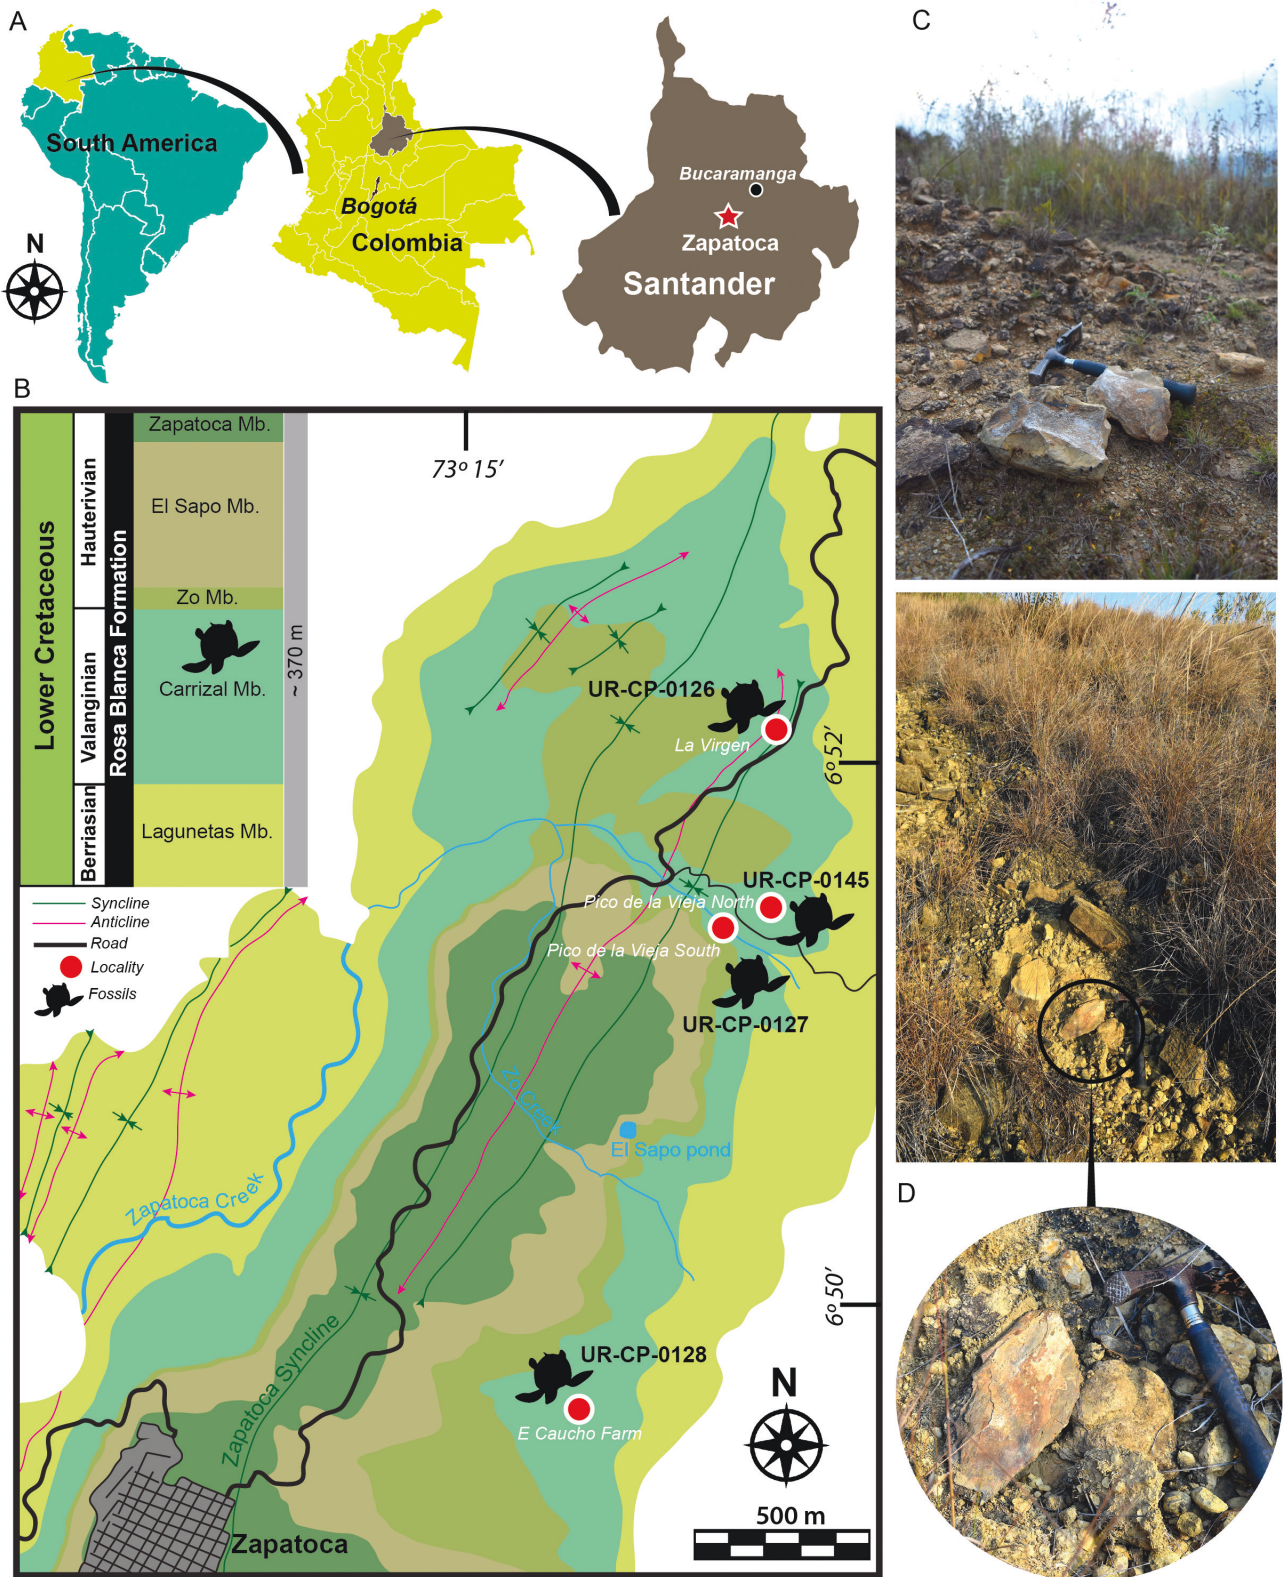 A
South America
N
Bogotá
Colombia
Bucaramanga
Zapatoca
Santander
C
B
Lower Cretaceous
Hauterivian
Valanginian
Berriasian
Rosa Blanca Formation
Zapatoca Mb.
El Sapo Mb.
Zo Mb.
Carrizal Mb.
Lagunetas Mb.
~ 370 m
Syncline
Anticline
Road
Locality
Fossils
73º 15′
UR-CP-0126
La Virgen
6º 52′
UR-CP-0145
Pico de la Vieja North
Pico de la Vieja South
UR-CP-0127
Zo Creek
El Sapo pond
Zapatoca Creek
6º 50′
Zapatoca Syncline
UR-CP-0128
E Caucho Farm
N
500 m
Zapatoca
D